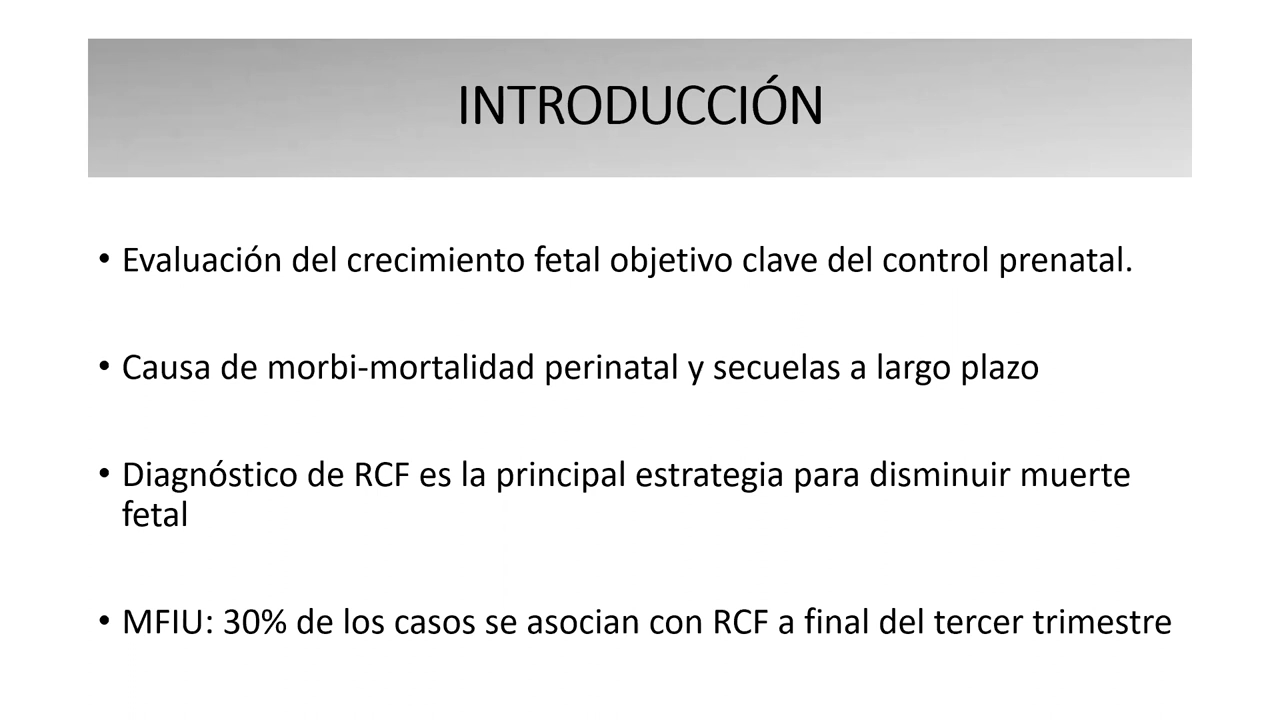 INTRODUCCIÓN
• Evaluación del crecimiento fetal objetivo clave del control prenatal.
• Causa de morbi-mortalidad perinatal y secuelas a largo plazo
• Diagnóstico de RCF es la principal estrategia para disminuir muerte
fetal
• MFIU: 30% de los casos se asocian con RCF a final del tercer trimestre